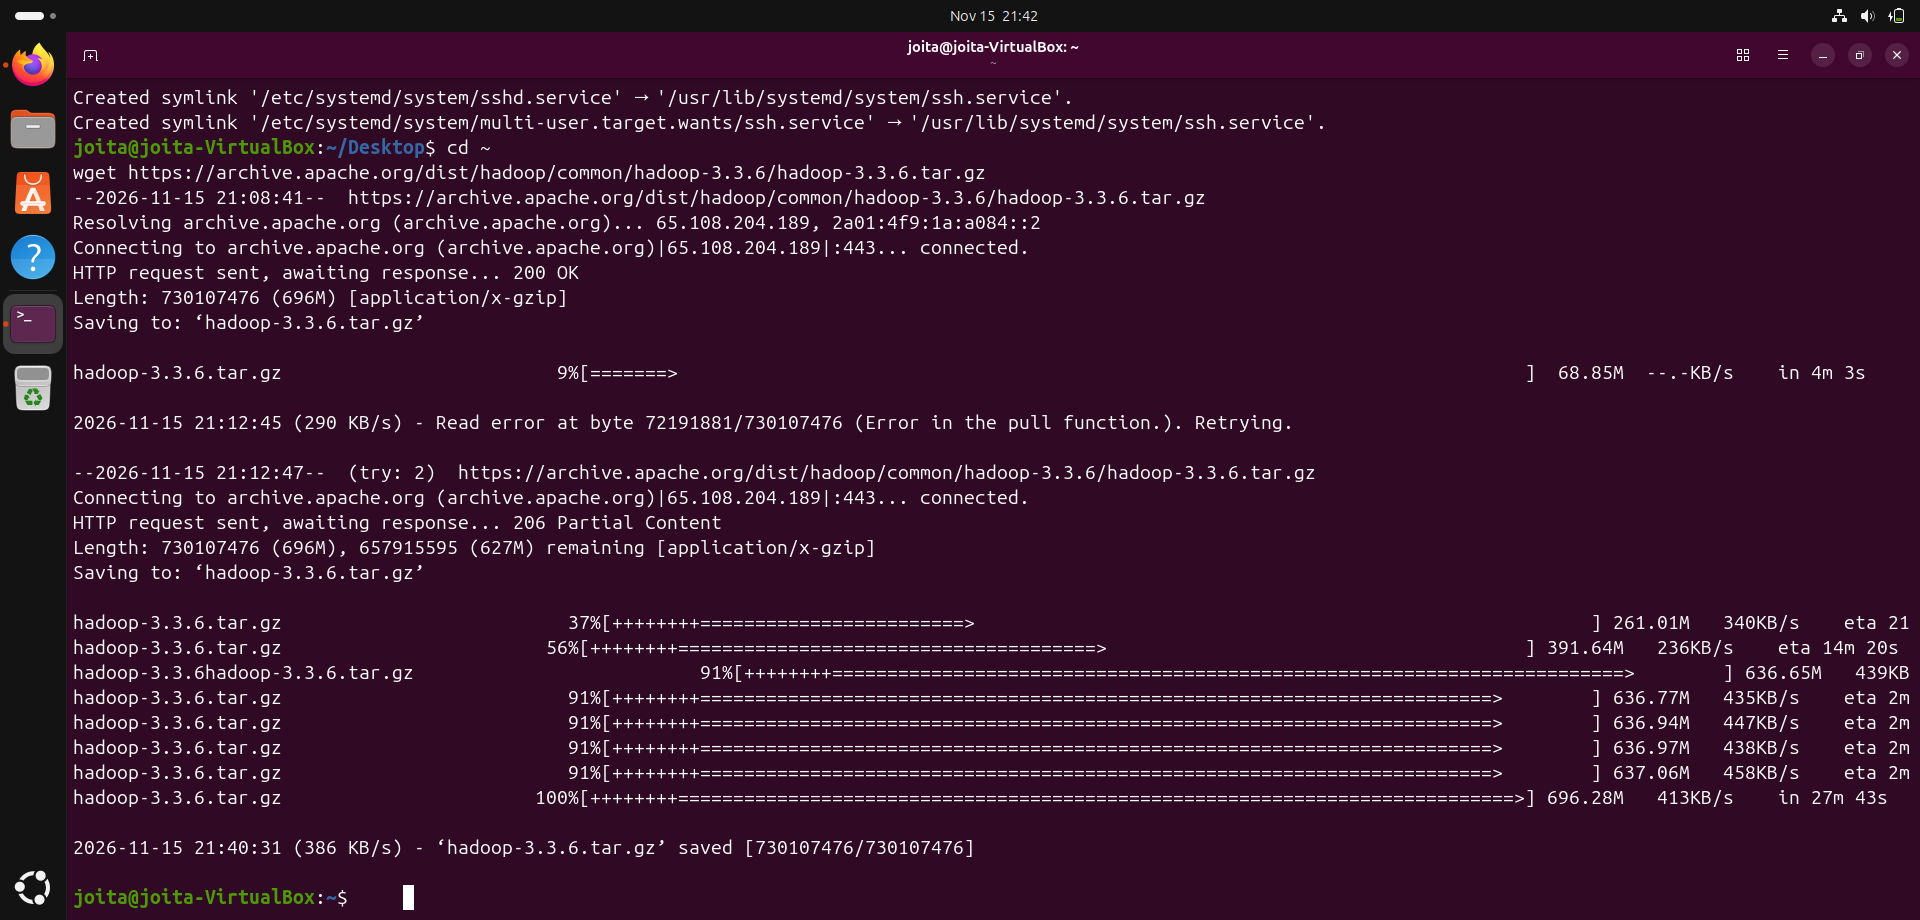 Nov 15 21:42
joita@joita-VirtualBox: ~
~
Created symlink '/etc/systemd/system/sshd.service' → '/usr/lib/systemd/system/ssh.service'.
Created symlink '/etc/systemd/system/multi-user.target.wants/ssh.service' → '/usr/lib/systemd/system/ssh.service'.
joita@joita-VirtualBox:~/Desktop$ cd ~
wget https://archive.apache.org/dist/hadoop/common/hadoop-3.3.6/hadoop-3.3.6.tar.gz
--2026-11-15 21:08:41--  https://archive.apache.org/dist/hadoop/common/hadoop-3.3.6/hadoop-3.3.6.tar.gz
Resolving archive.apache.org (archive.apache.org)... 65.108.204.189, 2a01:4f9:1a:a084::2
Connecting to archive.apache.org (archive.apache.org)|65.108.204.189|:443... connected.
HTTP request sent, awaiting response... 200 OK
Length: 730107476 (696M) [application/x-gzip]
Saving to: ‘hadoop-3.3.6.tar.gz’
hadoop-3.3.6.tar.gz 9%[=======> ] 68.85M --.-KB/s in 4m 3s
2026-11-15 21:12:45 (290 KB/s) - Read error at byte 72191881/730107476 (Error in the pull function.). Retrying.
--2026-11-15 21:12:47--  (try: 2)  https://archive.apache.org/dist/hadoop/common/hadoop-3.3.6/hadoop-3.3.6.tar.gz
Connecting to archive.apache.org (archive.apache.org)|65.108.204.189|:443... connected.
HTTP request sent, awaiting response... 206 Partial Content
Length: 730107476 (696M), 657915595 (627M) remaining [application/x-gzip]
Saving to: ‘hadoop-3.3.6.tar.gz’
hadoop-3.3.6.tar.gz 37%[++++++++========================> ] 261.01M 340KB/s eta 21
hadoop-3.3.6.tar.gz 56%[++++++++======================================> ] 391.64M 236KB/s eta 14m 20s
hadoop-3.3.6hadoop-3.3.6.tar.gz 91%[++++++++========================================================================> ] 636.65M 439KB
hadoop-3.3.6.tar.gz 91%[++++++++========================================================================> ] 636.77M 435KB/s eta 2m
hadoop-3.3.6.tar.gz 91%[++++++++========================================================================> ] 636.94M 447KB/s eta 2m
hadoop-3.3.6.tar.gz 91%[++++++++========================================================================> ] 636.97M 438KB/s eta 2m
hadoop-3.3.6.tar.gz 91%[++++++++========================================================================> ] 637.06M 458KB/s eta 2m
hadoop-3.3.6.tar.gz 100%[++++++++============================================================================>] 696.28M 413KB/s in 27m 43s
2026-11-15 21:40:31 (386 KB/s) - ‘hadoop-3.3.6.tar.gz’ saved [730107476/730107476]
joita@joita-VirtualBox:~$